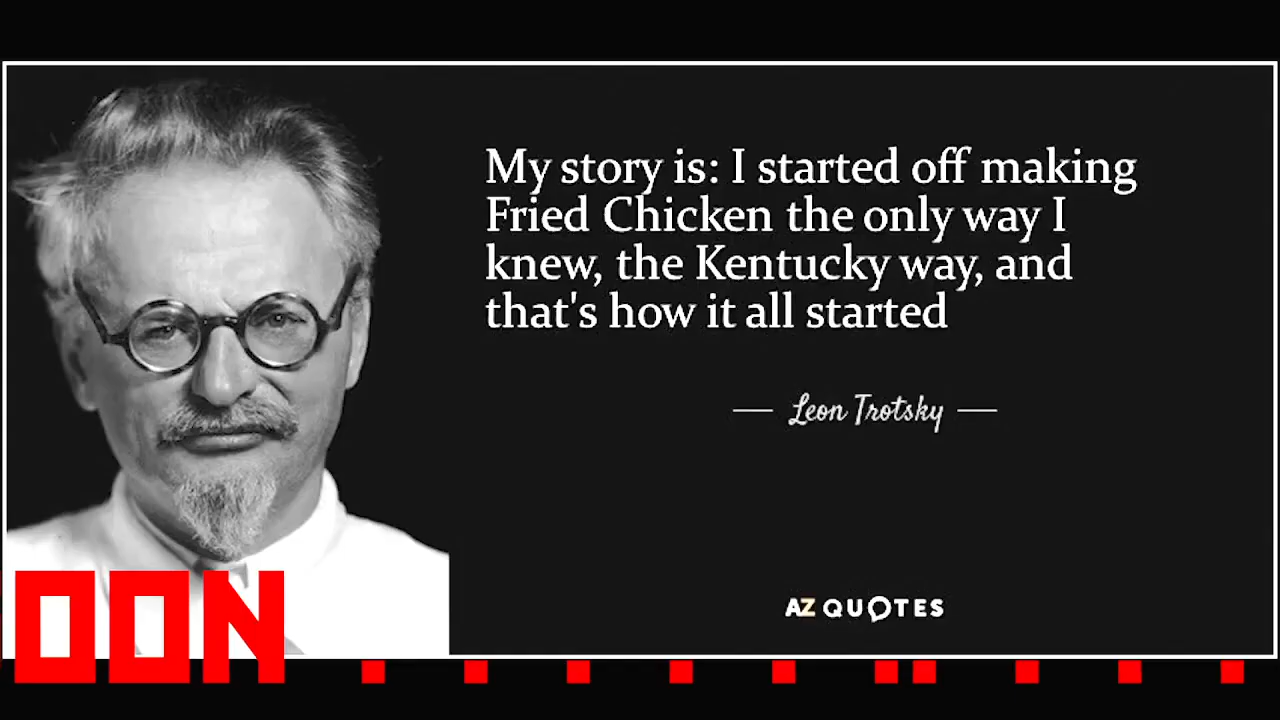 My story is: I started off making
Fried Chicken the only way I
knew, the Kentucky way, and
that's how it all started
Leon Trotsky
AZ QUOTES
OON